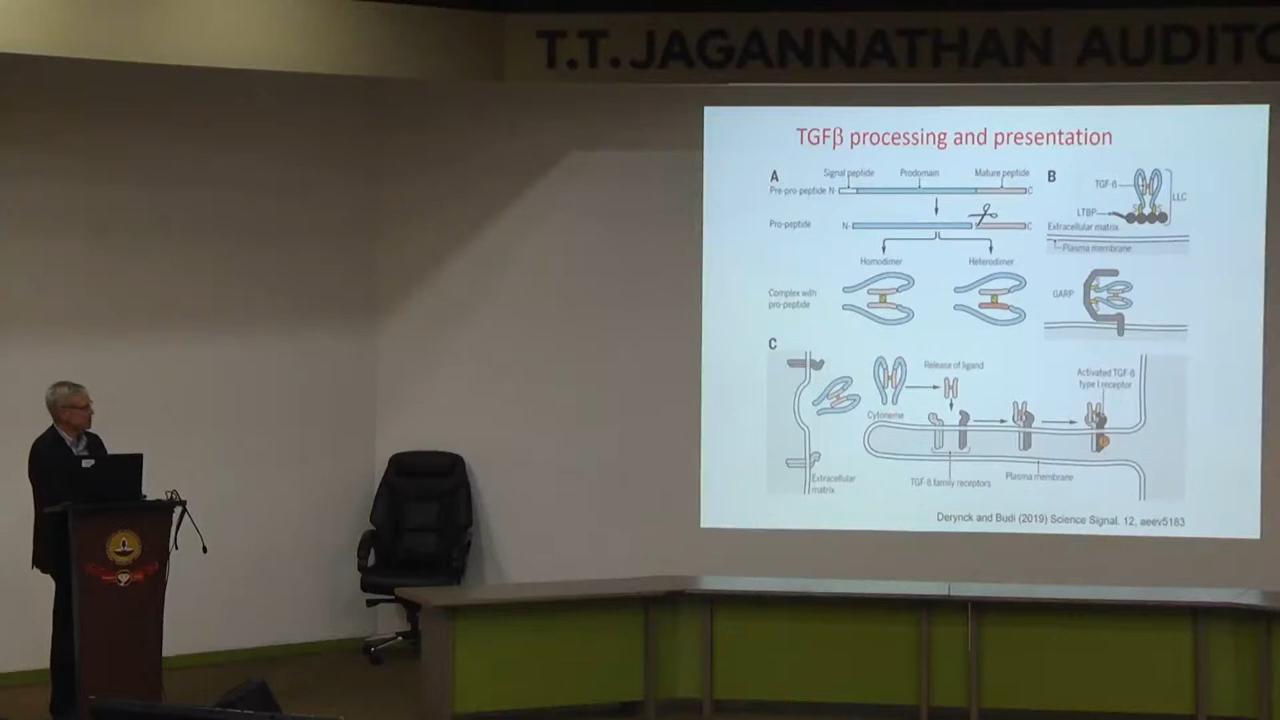 T.T. JAGANNATHAN AUDITO
TGFβ processing and presentation
A
Signal peptide
Prodomain
Mature peptide
Pre-pro-peptide N-
C
Pro-peptide
N-
C
Homodimer
Heterodimer
Complex with
pro-peptide
B
TGF-β
LLC
LTBP
Extracellular matrix
Plasma membrane
GARP
C
Release of ligand
Activated TGF-β
type I receptor
Cytoneme
Extracellular
matrix
TGF-β family receptors
Plasma membrane
Derynck and Budi (2019) Science Signal. 12, aeev5183